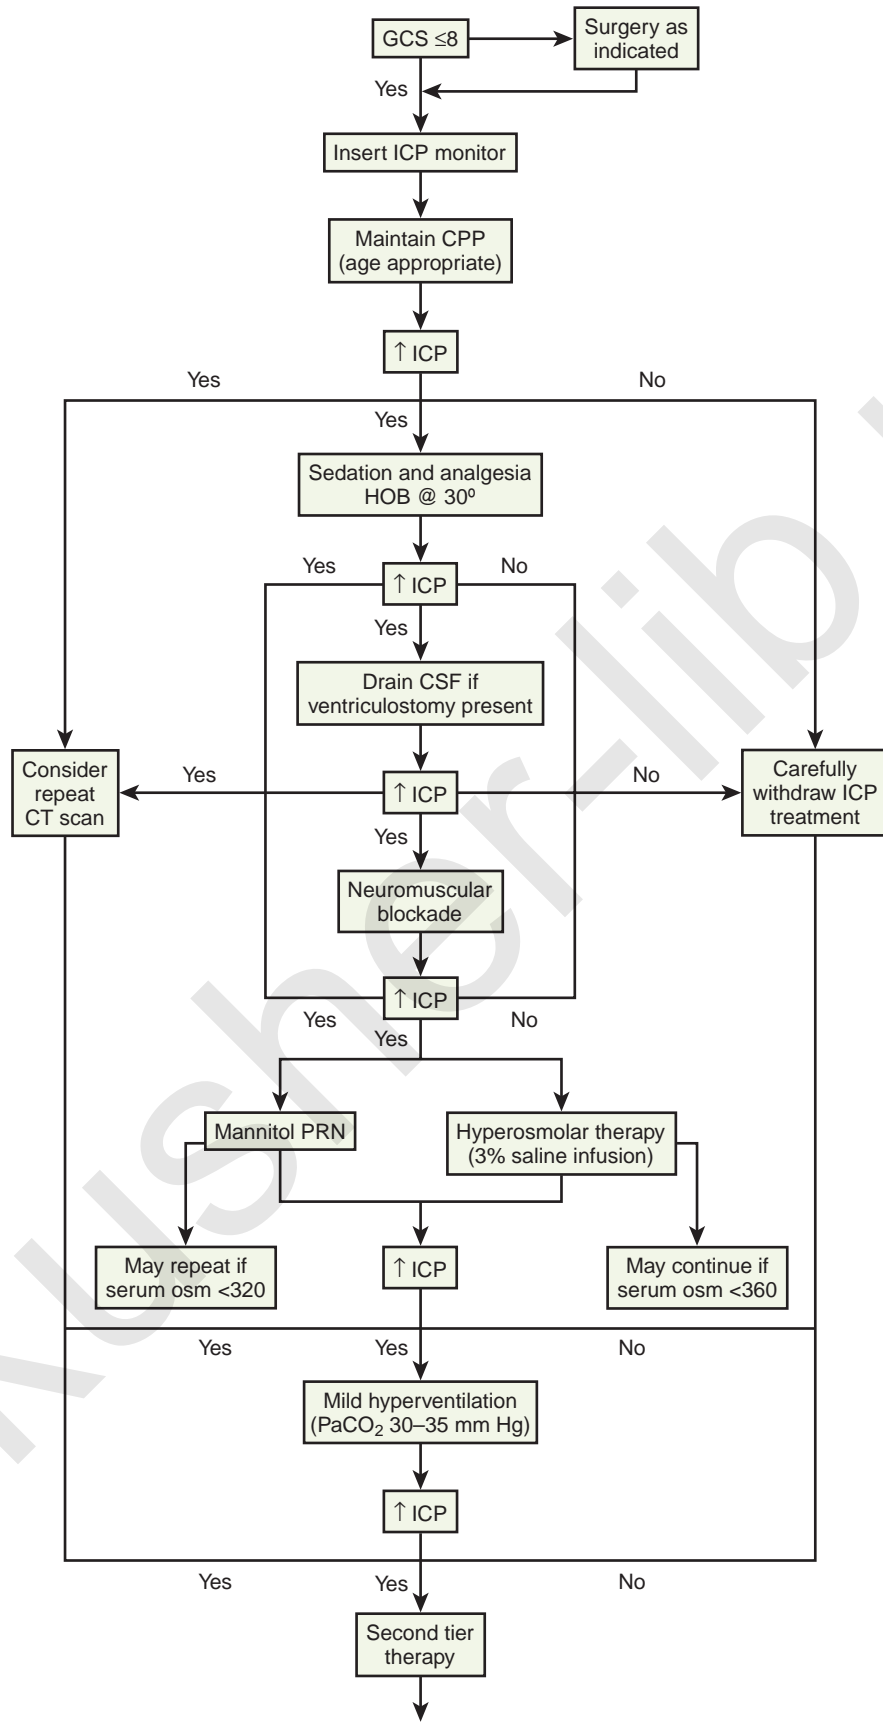 GCS ≤8
Surgery as
indicated
Yes
Insert ICP monitor
Maintain CPP
(age appropriate)
↑ ICP
Yes
No
Yes
Sedation and analgesia
HOB @ 30º
Yes
↑ ICP
No
Yes
Drain CSF if
ventriculostomy present
Consider
repeat
CT scan
Yes
↑ ICP
No
Carefully
withdraw ICP
treatment
Yes
Neuromuscular
blockade
↑ ICP
Yes
No
Yes
Mannitol PRN
Hyperosmolar therapy
(3% saline infusion)
May repeat if
serum osm <320
↑ ICP
May continue if
serum osm <360
Yes
Yes
No
Mild hyperventilation
(PaCO₂ 30–35 mm Hg)
↑ ICP
Yes
Yes
No
Second tier
therapy